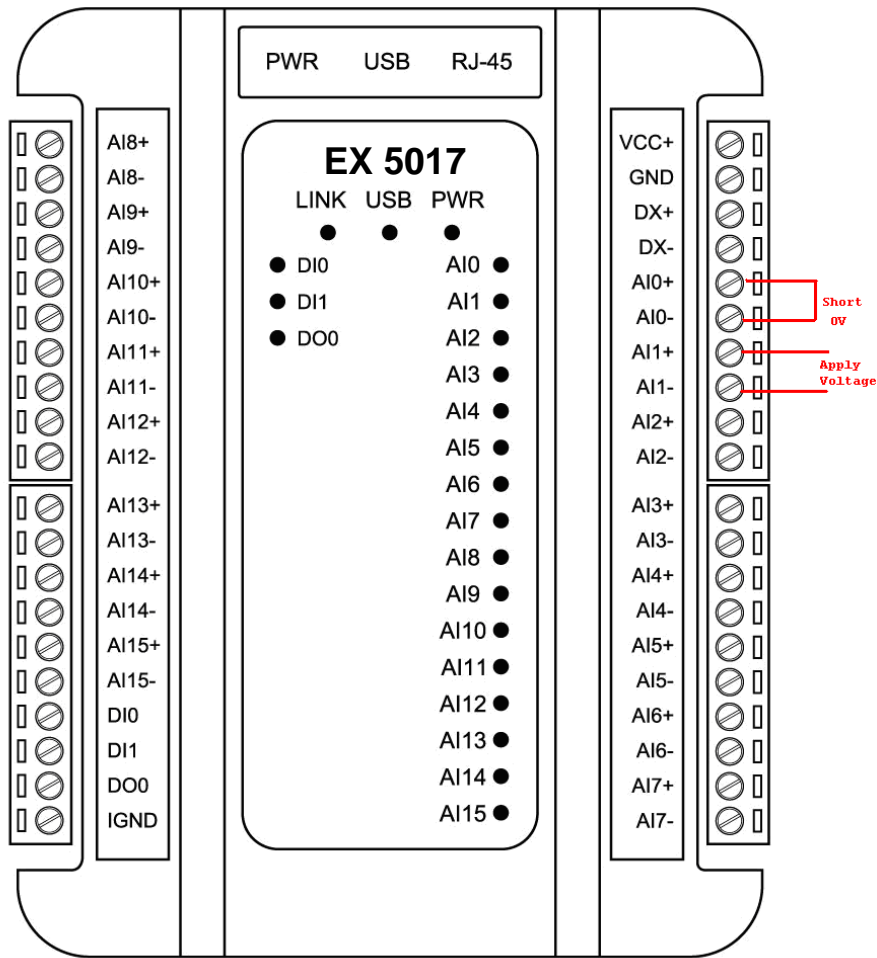 PWR USB RJ-45
EX 5017
LINK USB PWR
AI8+
AI8-
AI9+
AI9-
AI10+
AI10-
AI11+
AI11-
AI12+
AI12-
AI13+
AI13-
AI14+
AI14-
AI15+
AI15-
DI0
DI1
DO0
IGND
DI0
DI1
DO0
AI0
AI1
AI2
AI3
AI4
AI5
AI6
AI7
AI8
AI9
AI10
AI11
AI12
AI13
AI14
AI15
VCC+
GND
DX+
DX-
AI0+
AI0-
AI1+
AI1-
AI2+
AI2-
AI3+
AI3-
AI4+
AI4-
AI5+
AI5-
AI6+
AI6-
AI7+
AI7-
Short
0V
Apply
Voltage